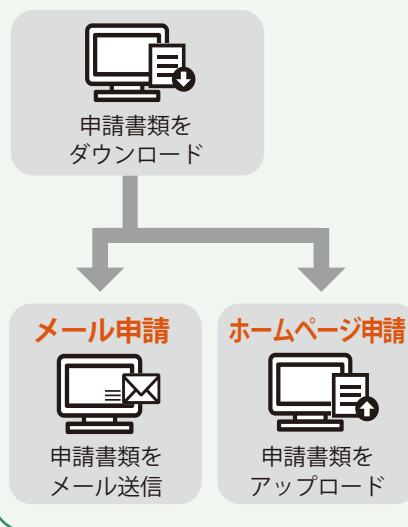 申請書類を
ダウンロード
メール申請
申請書類を
メール送信
ホームページ申請
申請書類を
アップロード